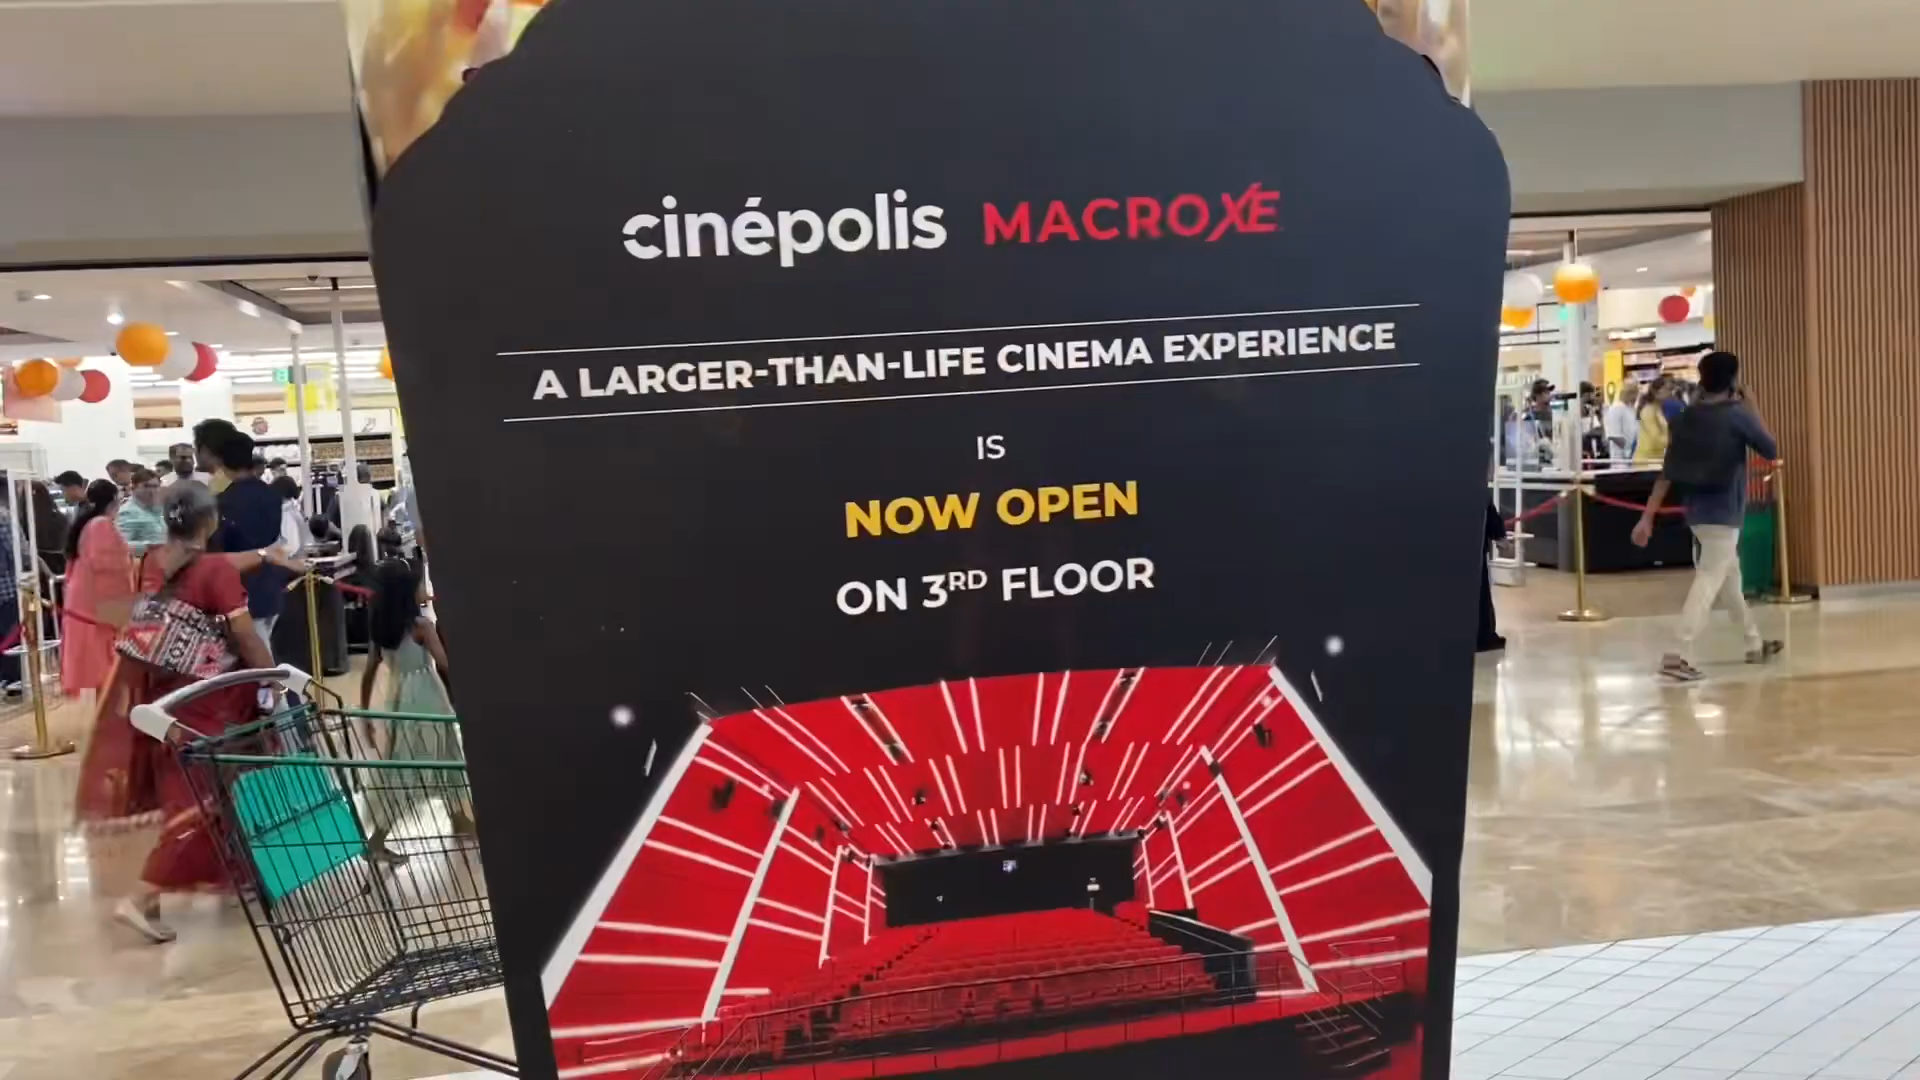 cinépolis MACROXE
A LARGER-THAN-LIFE CINEMA EXPERIENCE
IS
NOW OPEN
ON 3RD FLOOR